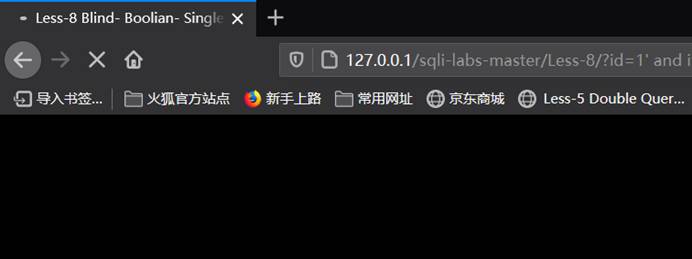 Less-8 Blind- Boolian- Single
127.0.0.1/sqli-labs-master/Less-8/?id=1' and i
导入书签... 火狐官方站点 新手上路 常用网址 京东商城 Less-5 Double Quer...